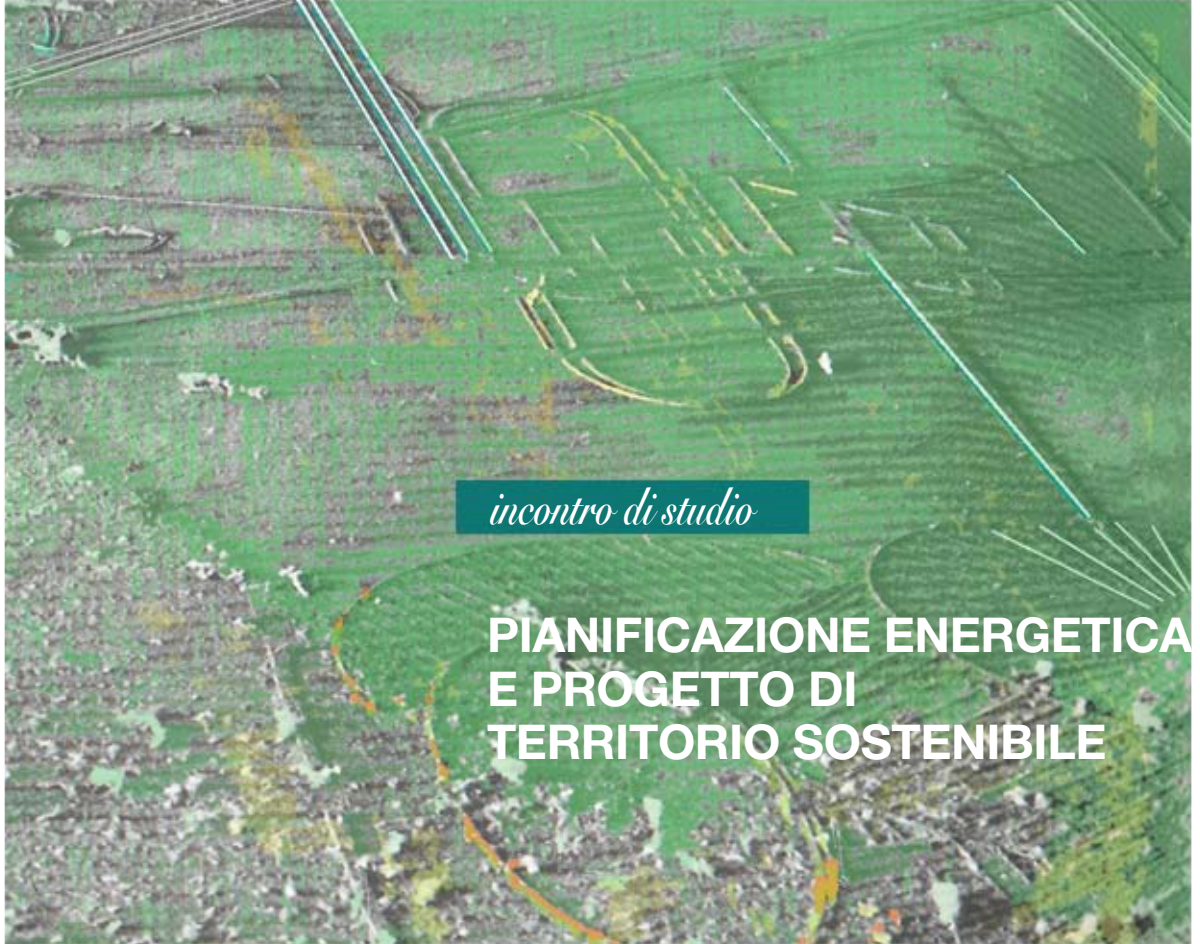 incontro di studio
PIANIFICAZIONE ENERGETICA
E PROGETTO DI
TERRITORIO SOSTENIBILE